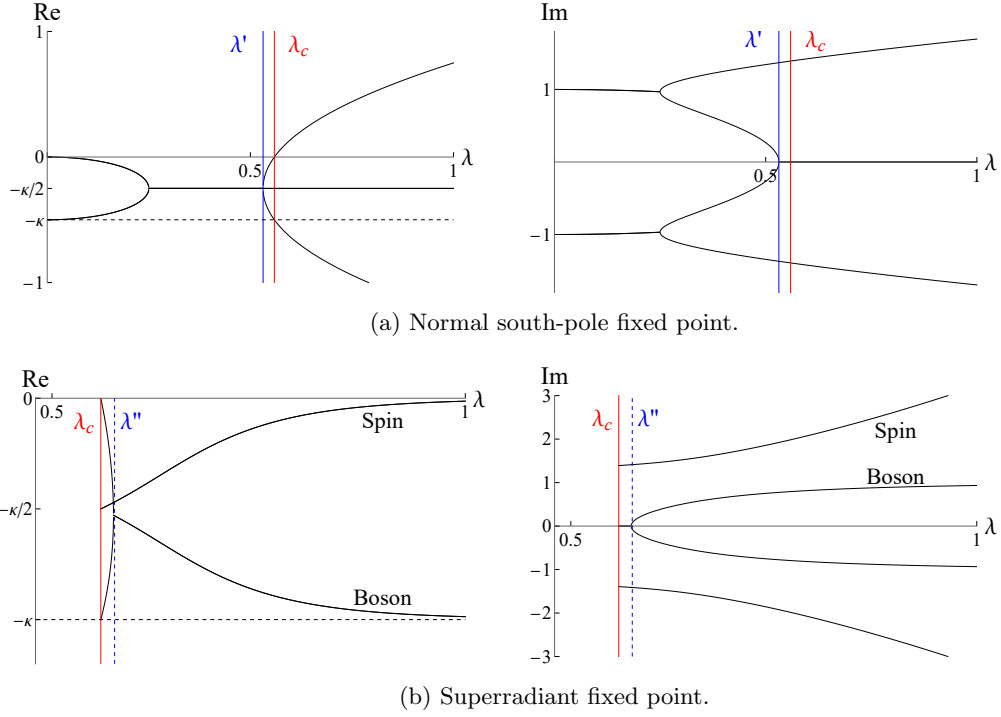 Re
1
λ'
λc
0
0.5
1
λ
−κ/2
−κ
−1
Im
λ'
λc
1
0.5
1
λ
−1
(a) Normal south-pole fixed point.
Re
0
0.5
1
λ
λc
λ''
Spin
−κ/2
Boson
−κ
Im
3
λc
λ''
2
Spin
1
Boson
0
0.5
1
λ
−1
−2
−3
(b) Superradiant fixed point.